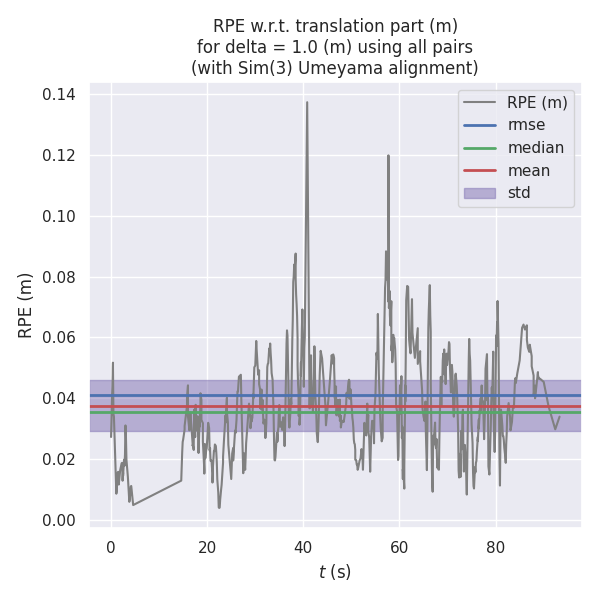 RPE w.r.t. translation part (m)
for delta = 1.0 (m) using all pairs
(with Sim(3) Umeyama alignment)
RPE (m)
rmse
median
mean
std
RPE (m)
0.14
0.12
0.10
0.08
0.06
0.04
0.02
0.00
0 20 40 60 80
t (s)